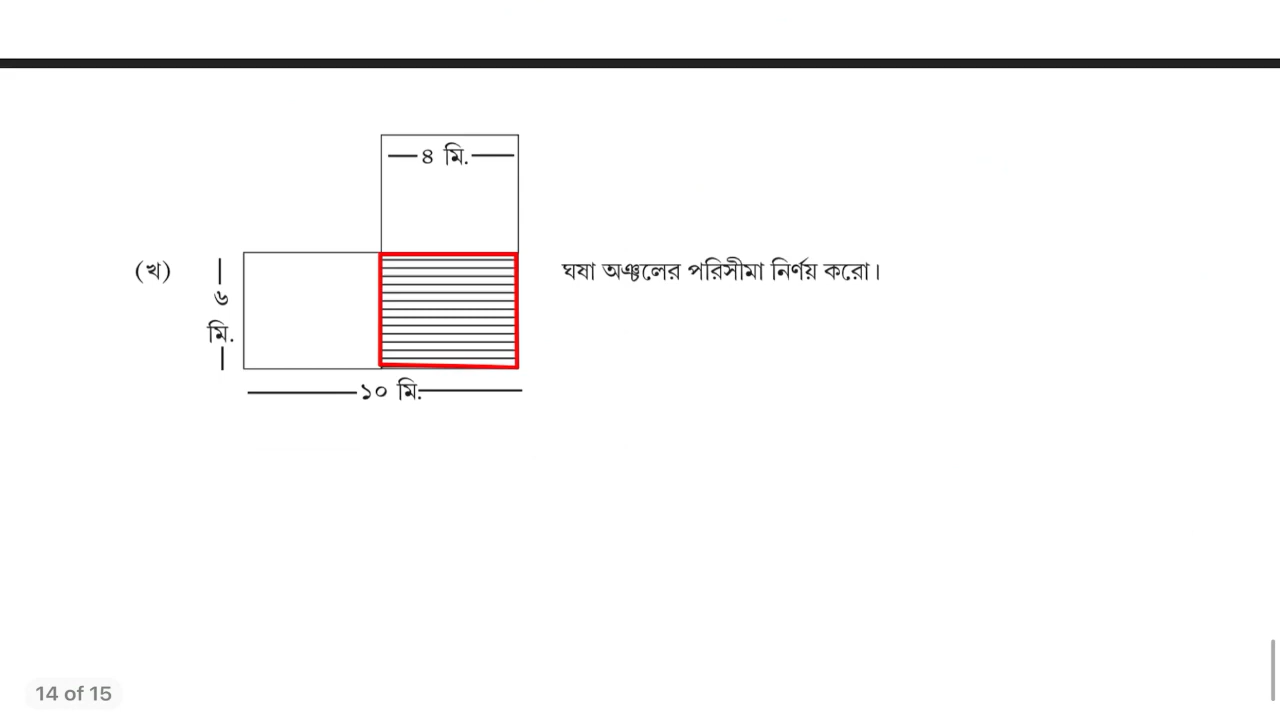 ৪ মি.
(খ)
৬
মি.
ঘষা অঞ্চলের পরিসীমা নির্ণয় করো।
১০ মি.
14 of 15